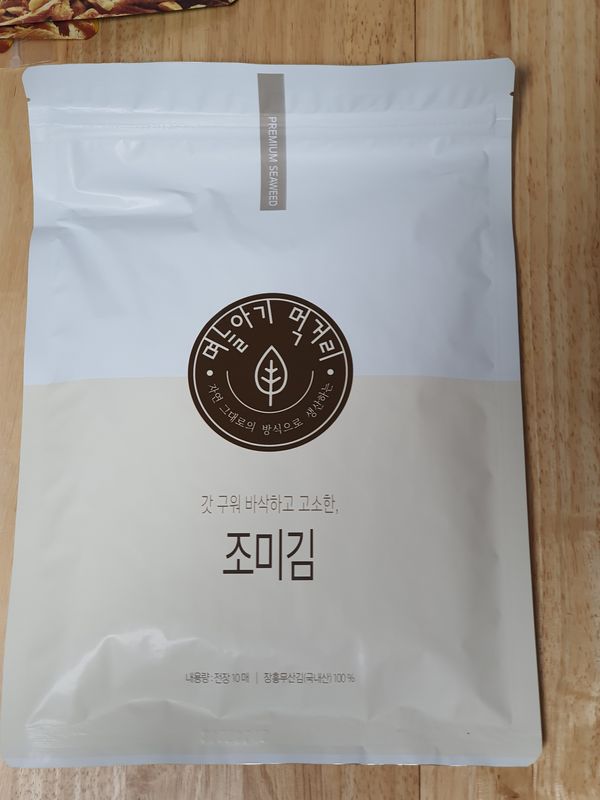 PREMIUM SEAWEED
며늘아기 먹거리
자연 그대로의 방식으로 생산하는
갓 구워 바삭하고 고소한,
조미김
내용량 : 전장 10 매 | 장흥무산김(국내산) 100 %